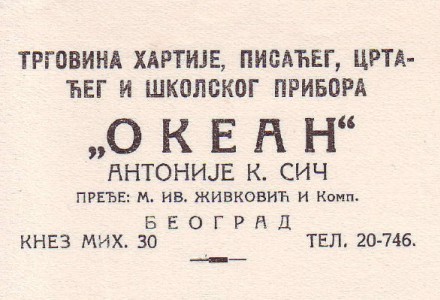 ТРГОВИНА ХАРТИЈЕ, ПИСАЋЕГ, ЦРТА-
ЋЕГ И ШКОЛСКОГ ПРИБОРА
„ОКЕАН“
АНТОНИЈЕ К. СИЧ
ПРЕЂЕ: М. ИВ. ЖИВКОВИЋ И Комп.
БЕОГРАД
КНЕЗ МИХ. 30 ТЕЛ. 20-746.